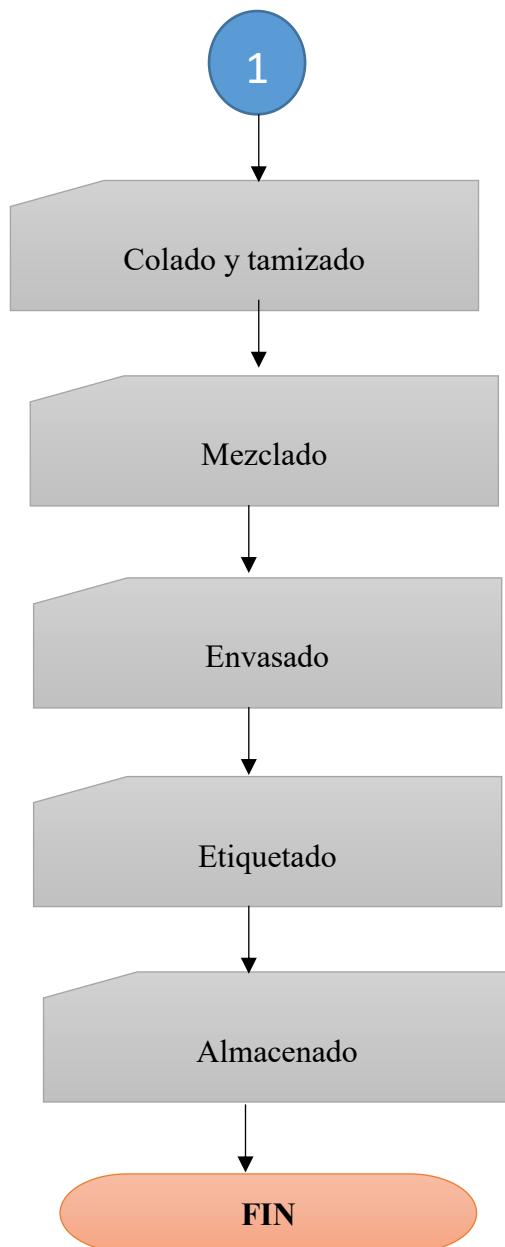 1
Colado y tamizado
Mezclado
Envasado
Etiquetado
Almacenado
FIN